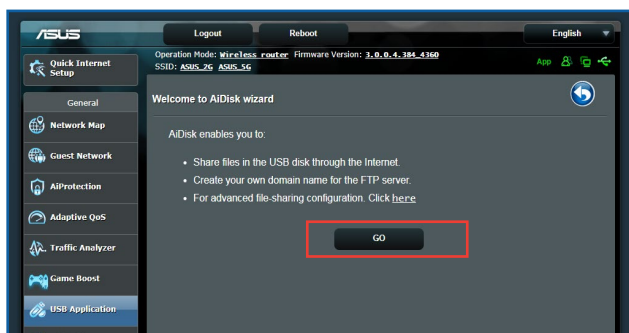 ASUS
Logout
Reboot
English
Quick Internet
Setup
Operation Mode: Wireless router Firmware Version: 3.0.0.4.384_4360
SSID: ASUS_2G ASUS_5G
App
General
Network Map
Guest Network
AiProtection
Adaptive QoS
Traffic Analyzer
Game Boost
USB Application
Welcome to AiDisk wizard
AiDisk enables you to:
• Share files in the USB disk through the Internet.
• Create your own domain name for the FTP server.
• For advanced file-sharing configuration. Click here
GO